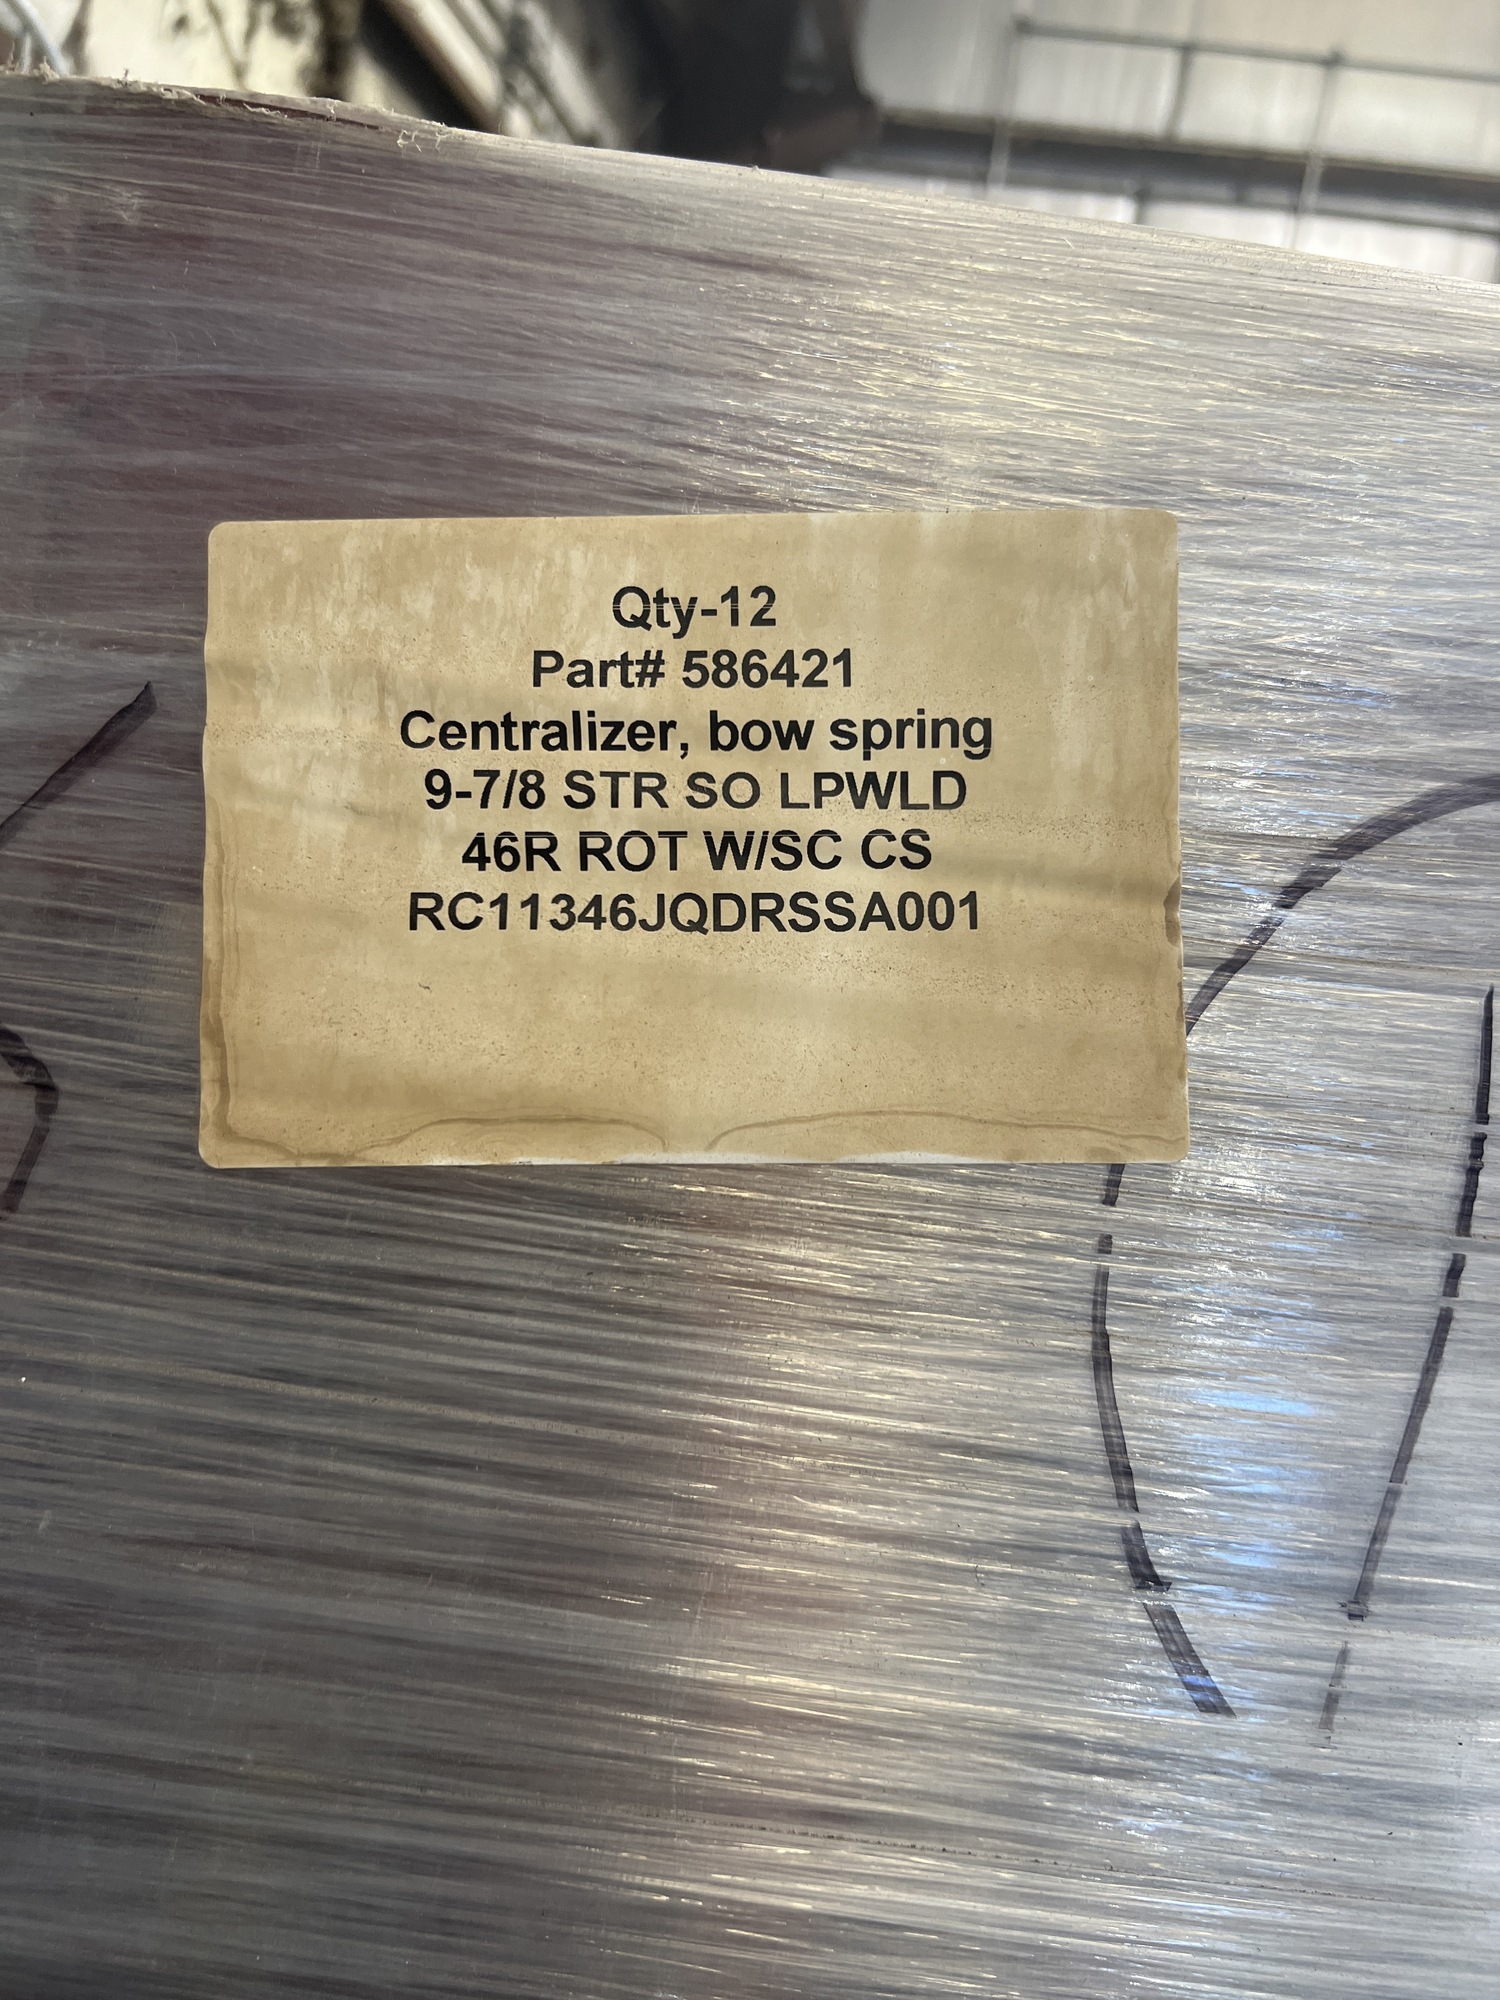 Qty-12
Part# 586421
Centralizer, bow spring
9-7/8 STR SO LPWLD
46R ROT W/SC CS
RC11346JQDRSSA001